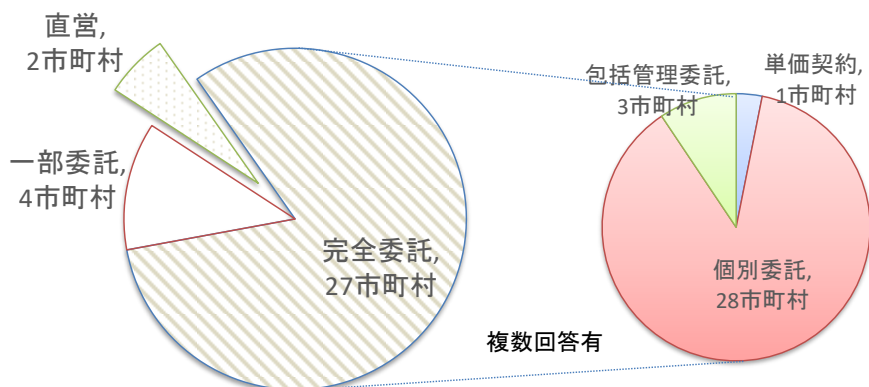 直営,
2市町村
一部委託,
4市町村
完全委託,
27市町村
包括管理委託,
3市町村
単価契約,
1市町村
個別委託,
28市町村
複数回答有